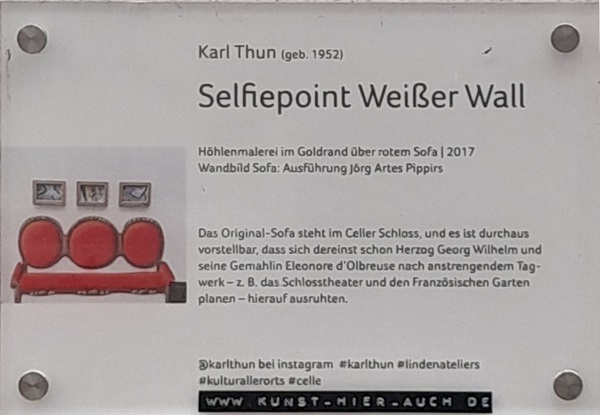 Karl Thun (geb. 1952)
Selfiepoint Weißer Wall
Höhlenmalerei im Goldrand über rotem Sofa | 2017
Wandbild Sofa: Ausführung Jörg Artes Pippirs
Das Original-Sofa steht im Celler Schloss, und es ist durchaus
vorstellbar, dass sich dereinst schon Herzog Georg Wilhelm und
seine Gemahlin Eleonore d'Olbreuse nach anstrengendem Tag-
werk – z. B. das Schlosstheater und den Französischen Garten
planen – hierauf ausruhten.
@karlthun bei instagram #karlthun #lindenateliers
#kulturallerorts #celle
WWW.KUNST-HIER-AUCH DE